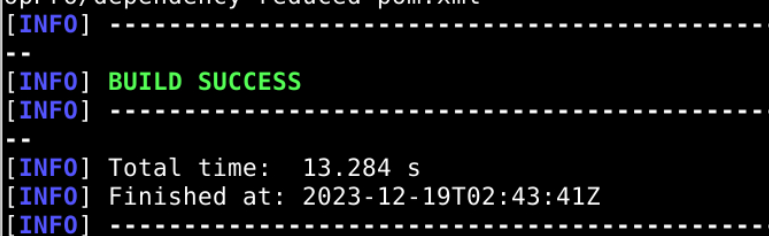 /dependency-reduced-pom.xml
[INFO] ---------------------------------------------
--
[INFO] BUILD SUCCESS
[INFO] ---------------------------------------------
--
[INFO] Total time:  13.284 s
[INFO] Finished at: 2023-12-19T02:43:41Z
[INFO] ---------------------------------------------